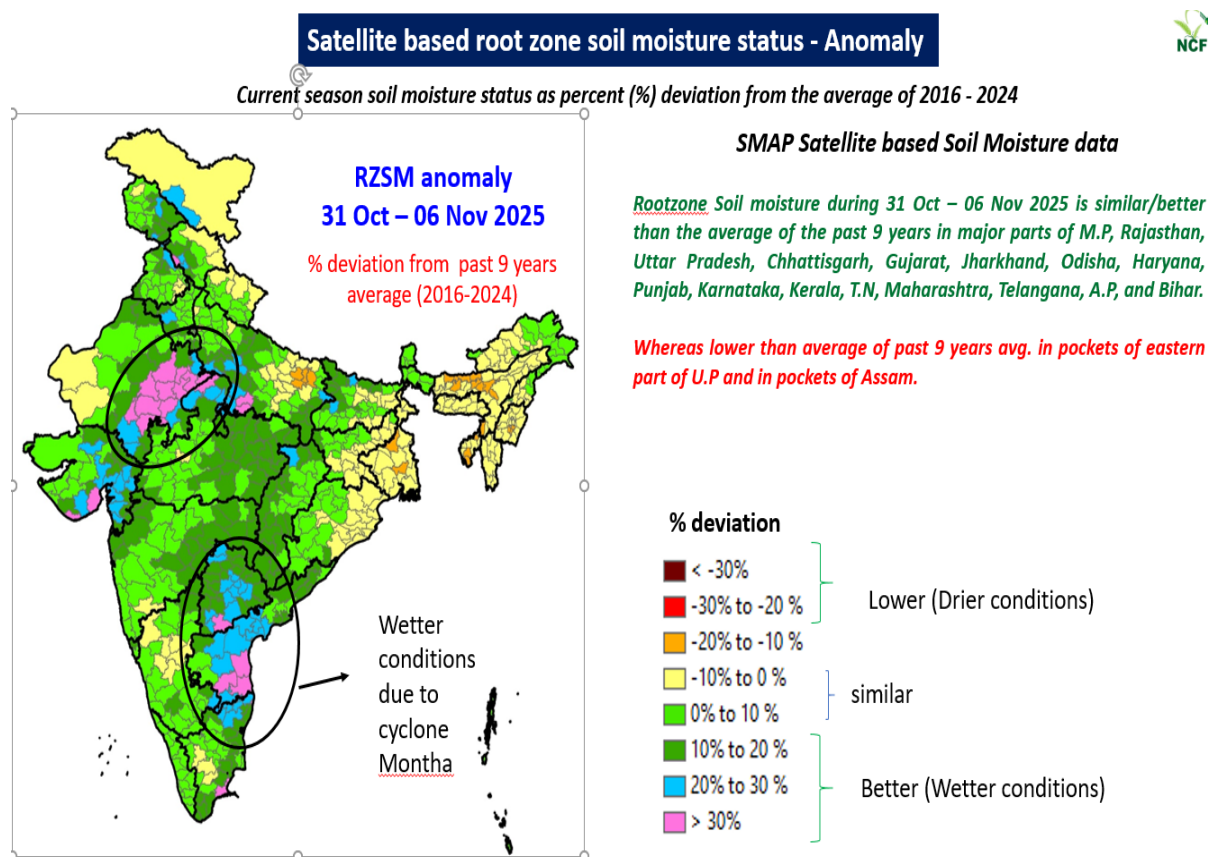 Satellite based root zone soil moisture status - Anomaly
NCF
Current season soil moisture status as percent (%) deviation from the average of 2016 - 2024
SMAP Satellite based Soil Moisture data
RZSM anomaly
31 Oct – 06 Nov 2025
% deviation from past 9 years
average (2016-2024)
Rootzone Soil moisture during 31 Oct – 06 Nov 2025 is similar/better
than the average of the past 9 years in major parts of M.P, Rajasthan,
Uttar Pradesh, Chhattisgarh, Gujarat, Jharkhand, Odisha, Haryana,
Punjab, Karnataka, Kerala, T.N, Maharashtra, Telangana, A.P, and Bihar.
Whereas lower than average of past 9 years avg. in pockets of eastern
part of U.P and in pockets of Assam.
Wetter
conditions
due to
cyclone
Montha
% deviation
< -30%
-30% to -20 %
-20% to -10 %
-10% to 0 %
0% to 10 %
10% to 20 %
20% to 30 %
> 30%
Lower (Drier conditions)
similar
Better (Wetter conditions)